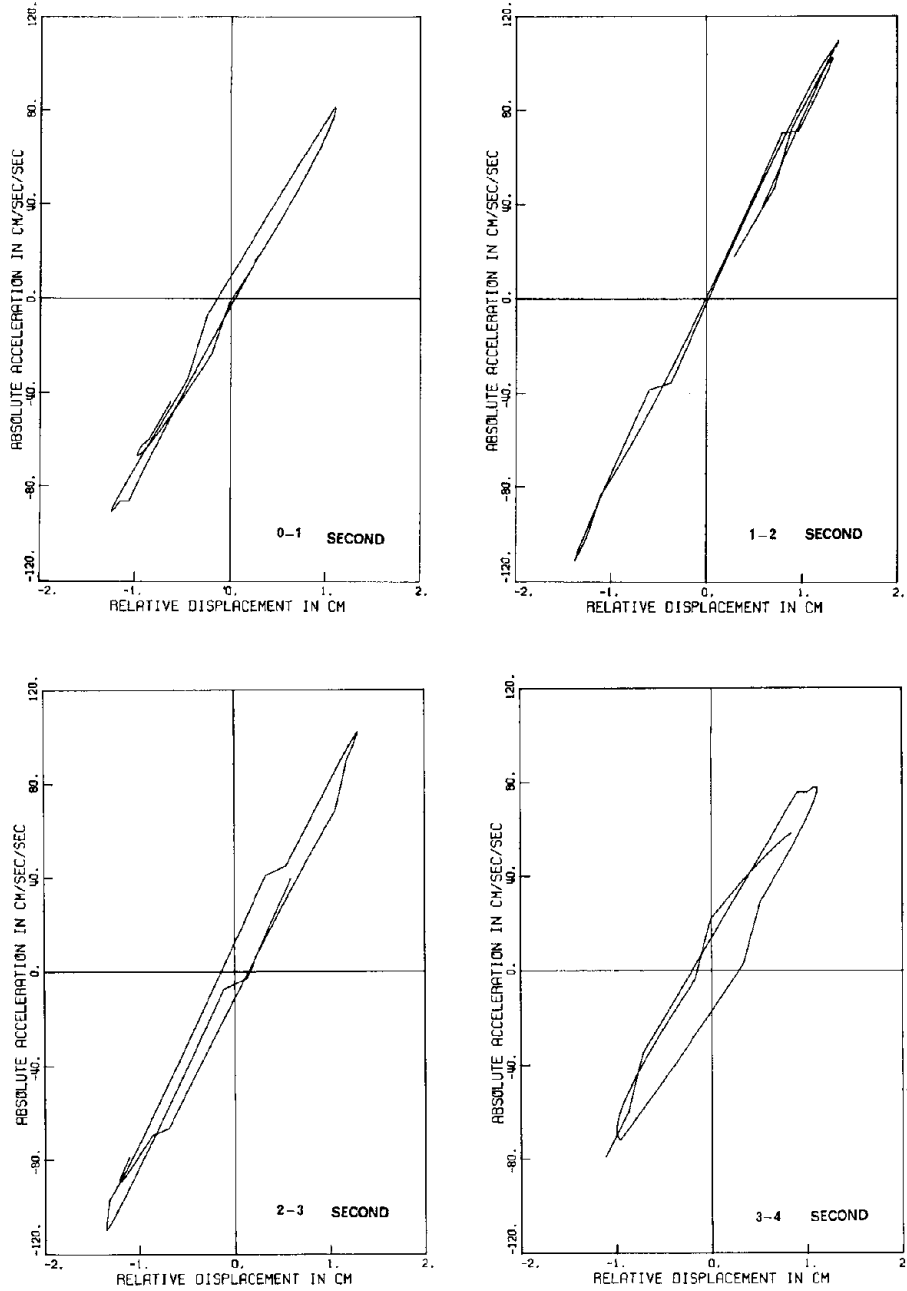 120.
80.
40.
0.
-40.
-80.
-120.
ABSOLUTE ACCELERATION IN CM/SEC/SEC
0-1 SECOND
-2. -1. 0. 1. 2.
RELATIVE DISPLACEMENT IN CM
120.
80.
40.
0.
-40.
-80.
-120.
ABSOLUTE ACCELERATION IN CM/SEC/SEC
1-2 SECOND
-2. -1. 0. 1. 2.
RELATIVE DISPLACEMENT IN CM
120.
80.
40.
0.
-40.
-80.
-120.
ABSOLUTE ACCELERATION IN CM/SEC/SEC
2-3 SECOND
-2. -1. 0. 1. 2.
RELATIVE DISPLACEMENT IN CM
120.
80.
40.
0.
-40.
-80.
-120.
ABSOLUTE ACCELERATION IN CM/SEC/SEC
3-4 SECOND
-2. -1. 0. 1. 2.
RELATIVE DISPLACEMENT IN CM